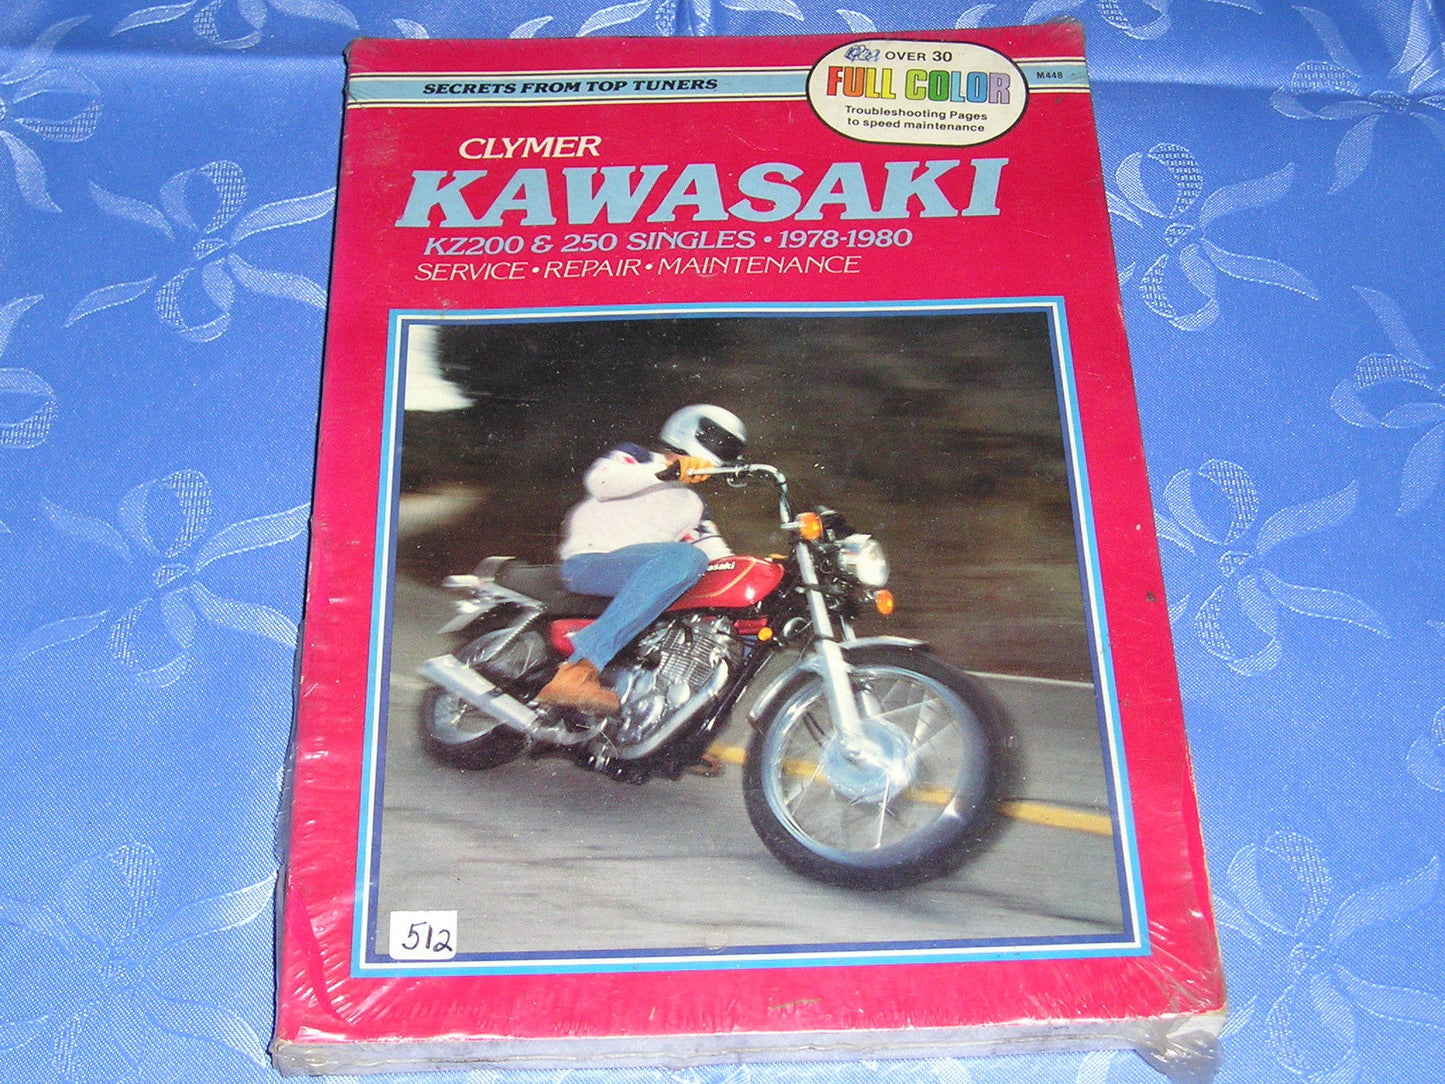 SECRETS FROM TOP TUNERS
OVER 30
FULL COLOR
Troubleshooting Pages
to speed maintenance
M448
CLYMER
KAWASAKI
KZ200 & 250 SINGLES • 1978-1980
SERVICE • REPAIR • MAINTENANCE
512